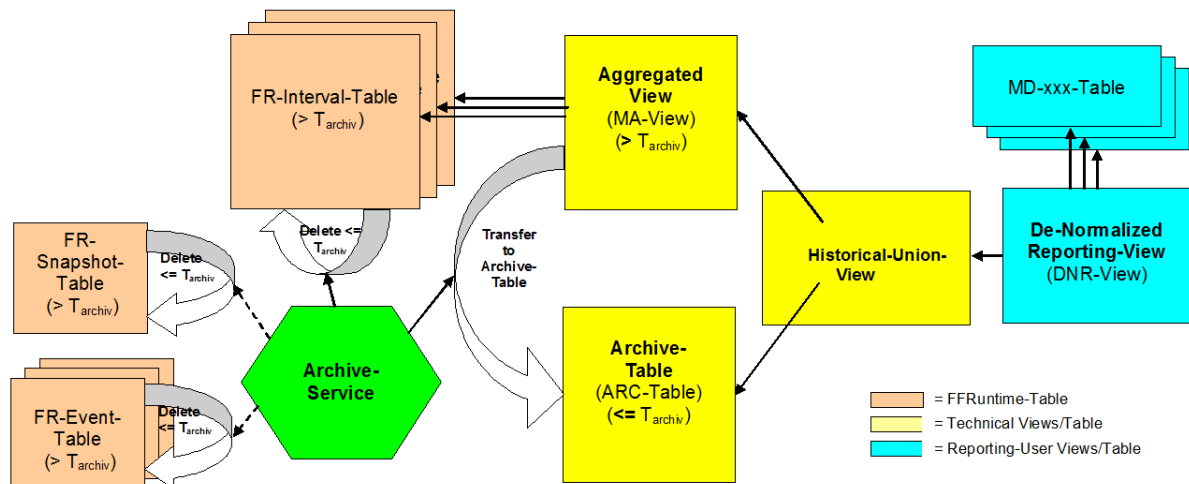 FR-Interval-Table
(> Tarchiv)
Aggregated
View
(MA-View)
(> Tarchiv)
MD-xxx-Table
FR-
Snapshot-
Table
(> Tarchiv)
Delete
<= Tarchiv
Delete <=
Tarchiv
Transfer
to
Archive-
Table
Historical-Union-
View
De-Normalized
Reporting-View
(DNR-View)
Archive-
Service
Archive-
Table
(ARC-Table)
(<= Tarchiv)
FR-Event-
Table
(> Tarchiv)
Delete
<= Tarchiv
= FFRuntime-Table
= Technical Views/Table
= Reporting-User Views/Table